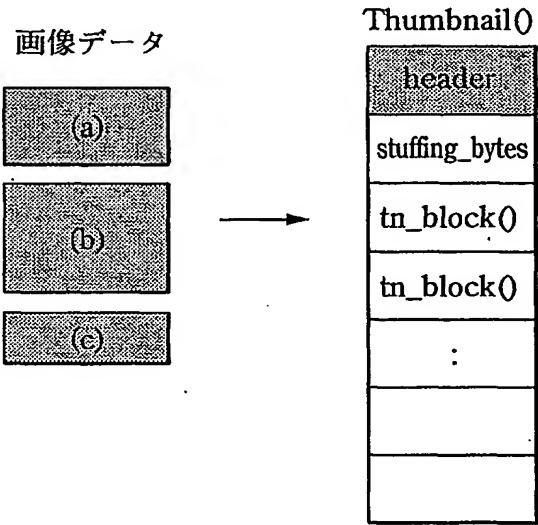 画像データ
(a)
(b)
(c)
Thumbnail()
header
stuffing_bytes
tn_block()
tn_block()
: